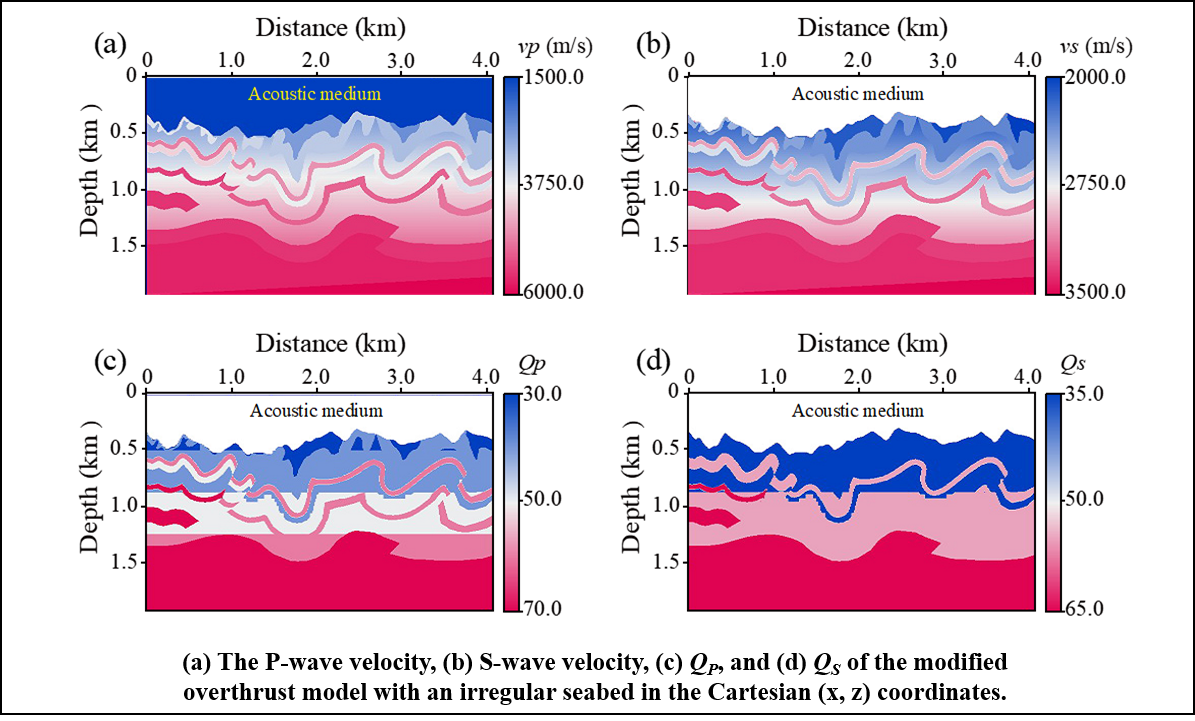 Distance (km)
(a)
vp (m/s)
0 1.0 2.0 3.0 4.0
0
0.5
1.0
1.5
Depth (km)
Acoustic medium
1500.0
3750.0
6000.0
Distance (km)
(b)
vs (m/s)
0 1.0 2.0 3.0 4.0
0
0.5
1.0
1.5
Depth (km)
Acoustic medium
2000.0
2750.0
3500.0
Distance (km)
(c)
Qp
0 1.0 2.0 3.0 4.0
0
0.5
1.0
1.5
Depth (km)
Acoustic medium
30.0
50.0
70.0
Distance (km)
(d)
Qs
0 1.0 2.0 3.0 4.0
0
0.5
1.0
1.5
Depth (km)
Acoustic medium
35.0
50.0
65.0
(a) The P-wave velocity, (b) S-wave velocity, (c) QP, and (d) QS of the modified
overthrust model with an irregular seabed in the Cartesian (x, z) coordinates.